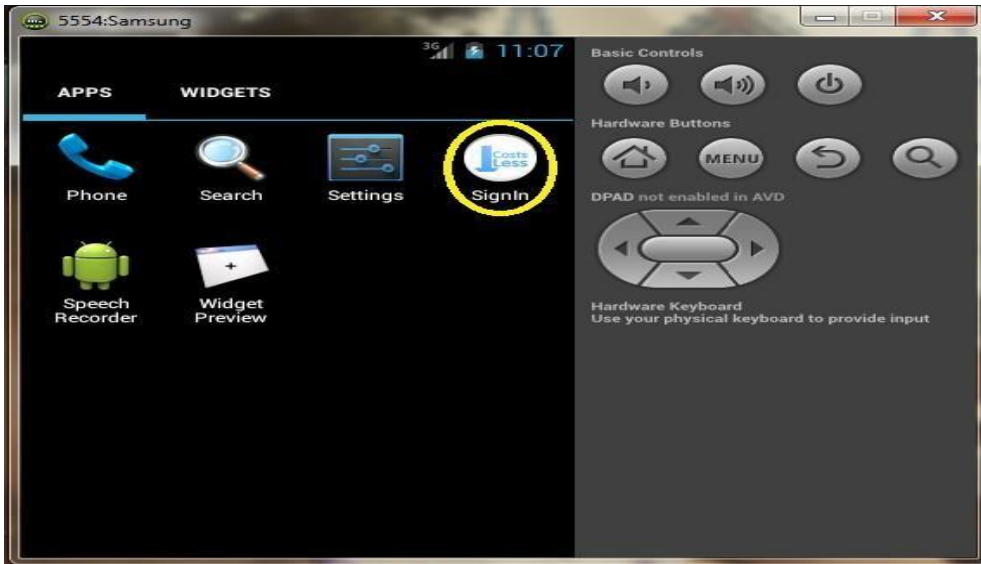 5554:Samsung
3G 11:07
APPS WIDGETS
Phone Search Settings SignIn
Costs
Less
Speech
Recorder
Widget
Preview
Basic Controls
Hardware Buttons
MENU
DPAD not enabled in AVD
Hardware Keyboard
Use your physical keyboard to provide input